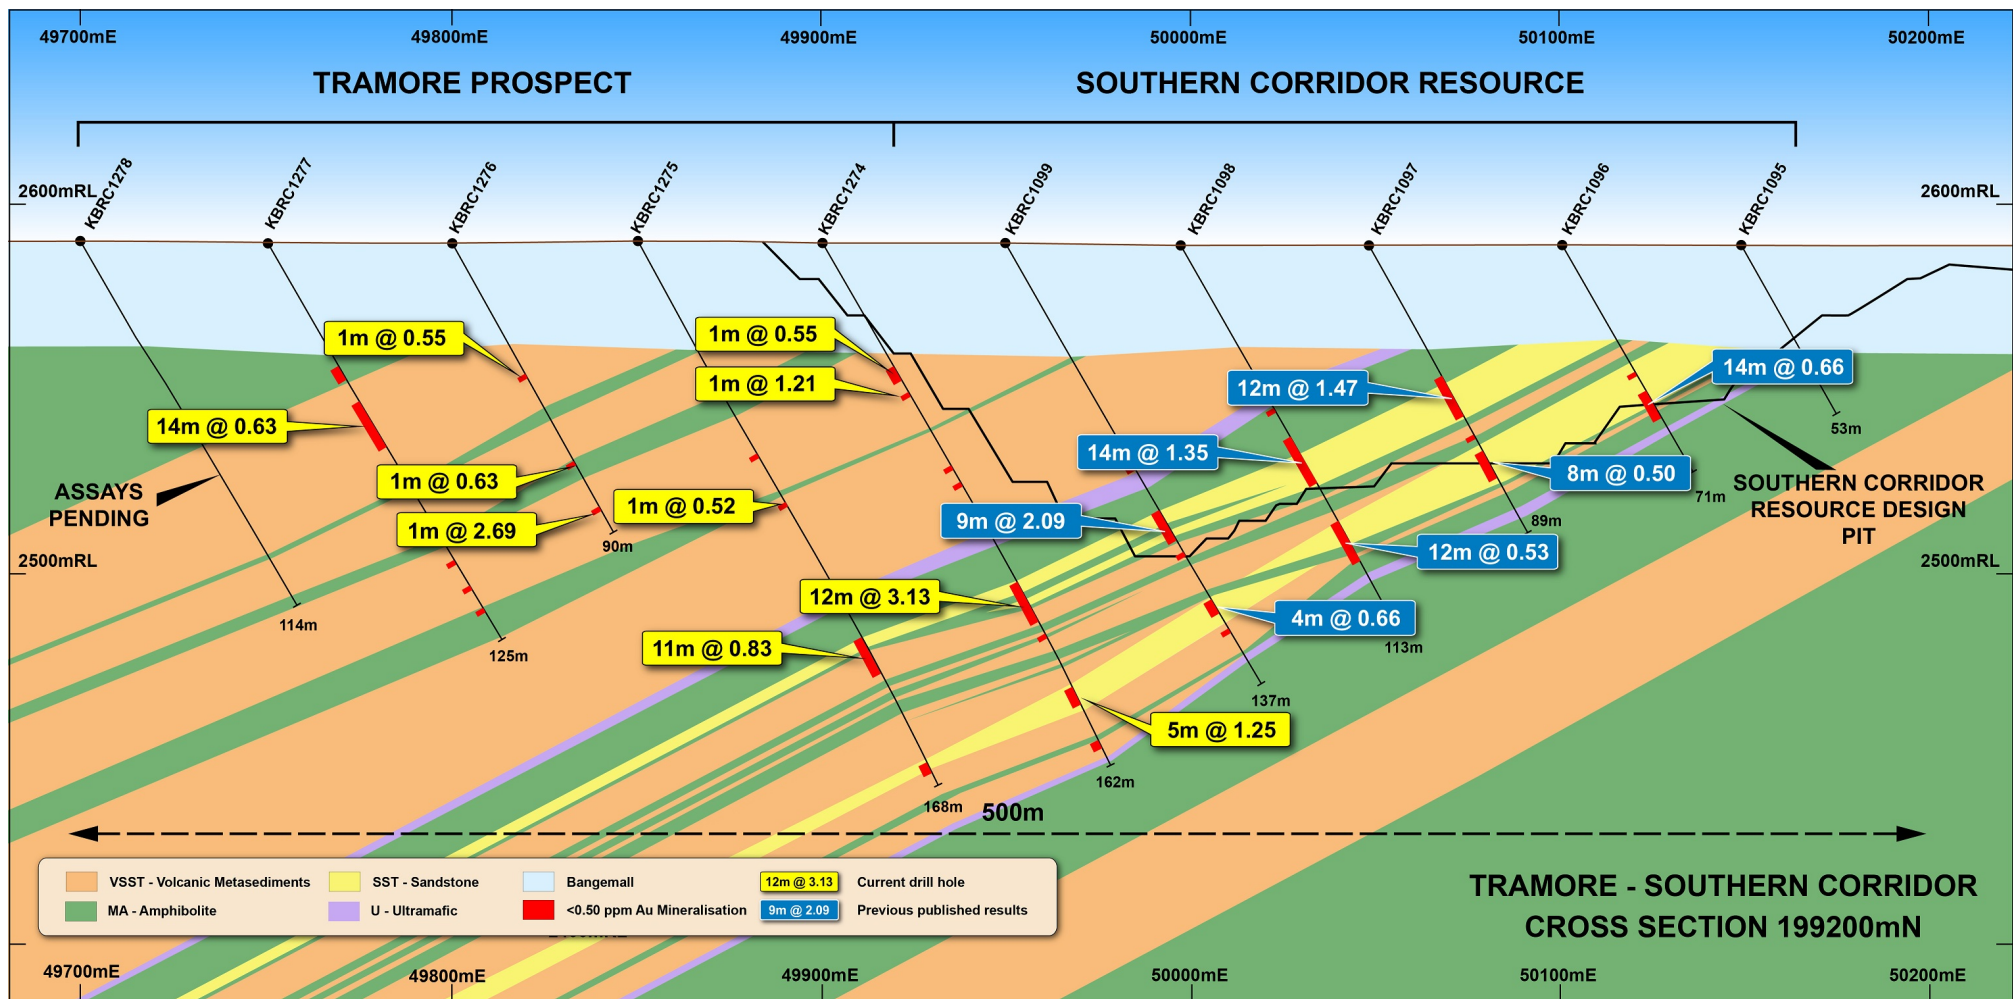 49700mE
49800mE
49900mE
50000mE
50100mE
50200mE
TRAMORE PROSPECT
SOUTHERN CORRIDOR RESOURCE
KBRC1278
KBRC1277
KBRC1276
KBRC1275
KBRC1274
KBRC1099
KBRC1098
KBRC1097
KBRC1096
KBRC1095
2600mRL
2600mRL
1m @ 0.55
1m @ 0.55
1m @ 1.21
14m @ 0.66
12m @ 1.47
14m @ 0.63
53m
14m @ 1.35
1m @ 0.63
8m @ 0.50
ASSAYS
PENDING
SOUTHERN CORRIDOR
RESOURCE DESIGN
PIT
71m
1m @ 0.52
9m @ 2.09
89m
1m @ 2.69
90m
12m @ 0.53
2500mRL
2500mRL
12m @ 3.13
4m @ 0.66
114m
11m @ 0.83
125m
113m
137m
5m @ 1.25
162m
168m
500m
VSST - Volcanic Metasediments
SST - Sandstone
Bangemall
12m @ 3.13
Current drill hole
MA - Amphibolite
U - Ultramafic
<0.50 ppm Au Mineralisation
9m @ 2.09
Previous published results
TRAMORE - SOUTHERN CORRIDOR
CROSS SECTION 199200mN
49700mE
49800mE
49900mE
50000mE
50100mE
50200mE